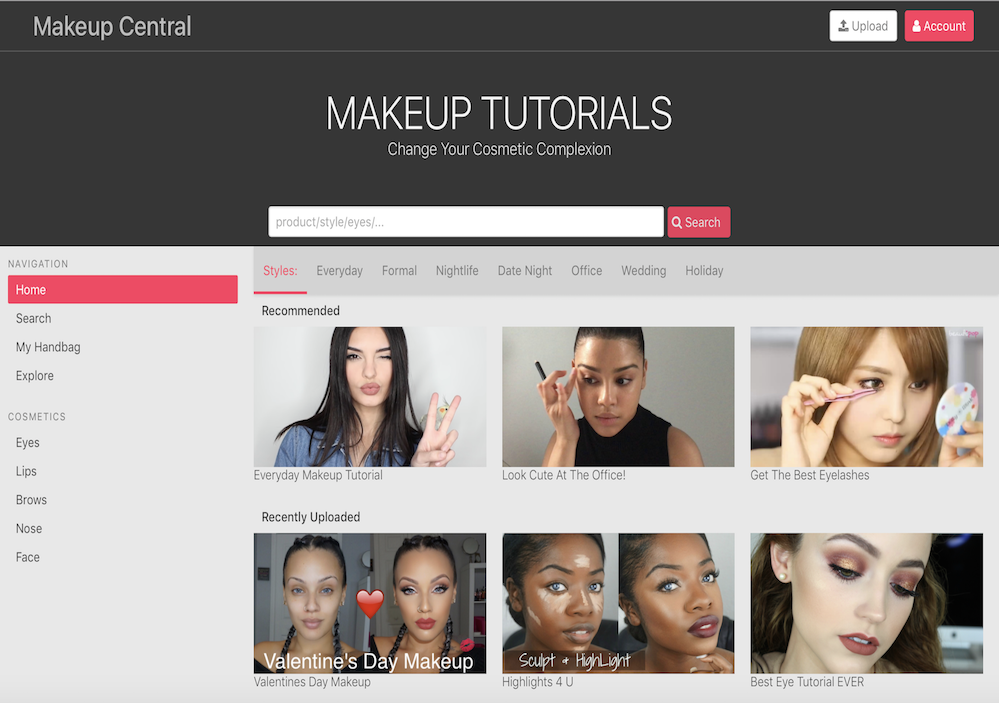 Makeup Central
Upload
Account
MAKEUP TUTORIALS
Change Your Cosmetic Complexion
product/style/eyes/...
Search
NAVIGATION
Home
Search
My Handbag
Explore
COSMETICS
Eyes
Lips
Brows
Nose
Face
Styles: Everyday Formal Nightlife Date Night Office Wedding Holiday
Recommended
Everyday Makeup Tutorial
Look Cute At The Office!
Get The Best Eyelashes
Recently Uploaded
Valentine's Day Makeup
Valentines Day Makeup
Sculpt & HighLight
Highlights 4 U
Best Eye Tutorial EVER